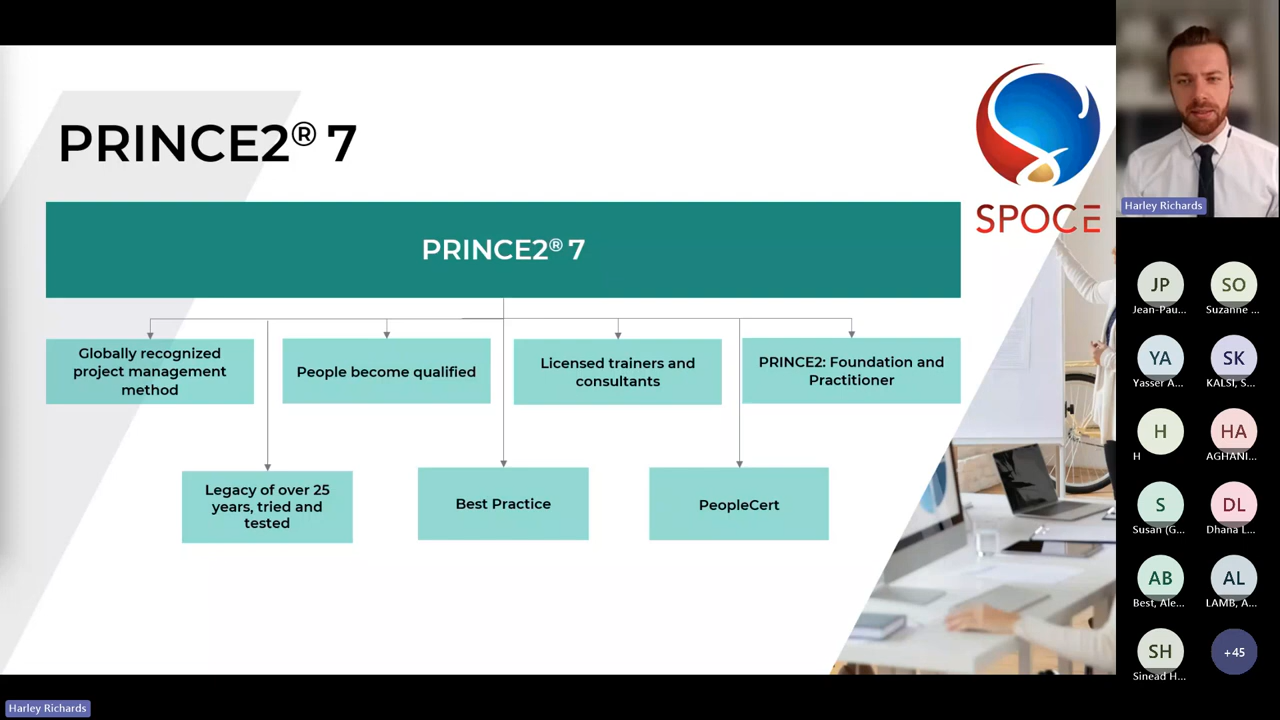 PRINCE2® 7
SPOCE
PRINCE2® 7
Globally recognized
project management
method
People become qualified
Licensed trainers and
consultants
PRINCE2: Foundation and
Practitioner
Legacy of over 25
years, tried and
tested
Best Practice
PeopleCert
Harley Richards
JP
Jean-Pau...
SO
Suzanne ...
YA
Yasser A...
SK
KALSI, S...
H
H
HA
AGHANI...
S
Susan (G...
DL
Dhana L...
AB
Best, Ale...
AL
LAMB, A...
SH
Sinead H...
+45
Harley Richards